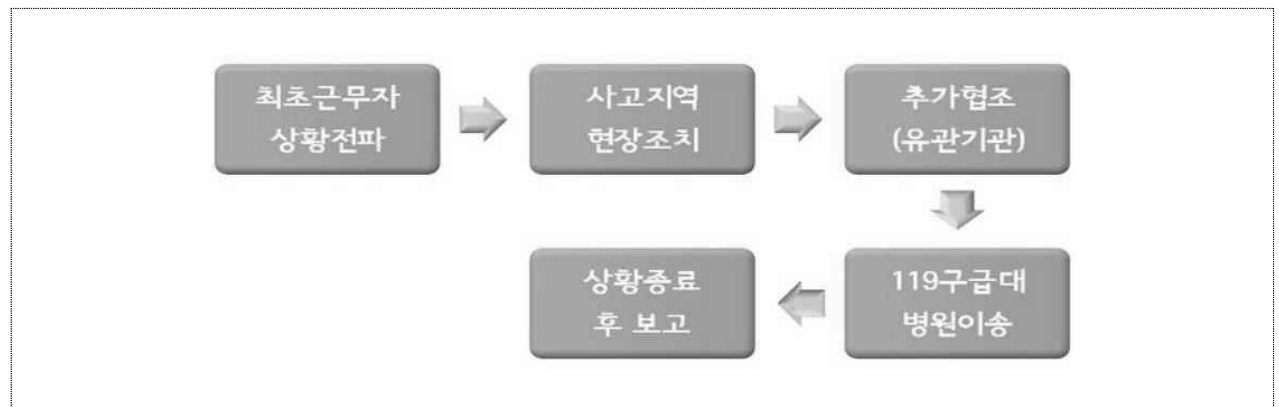 최초근무자
상황전파
사고지역
현장조치
추가협조
(유관기관)
119구급대
병원이송
상황종료
후 보고